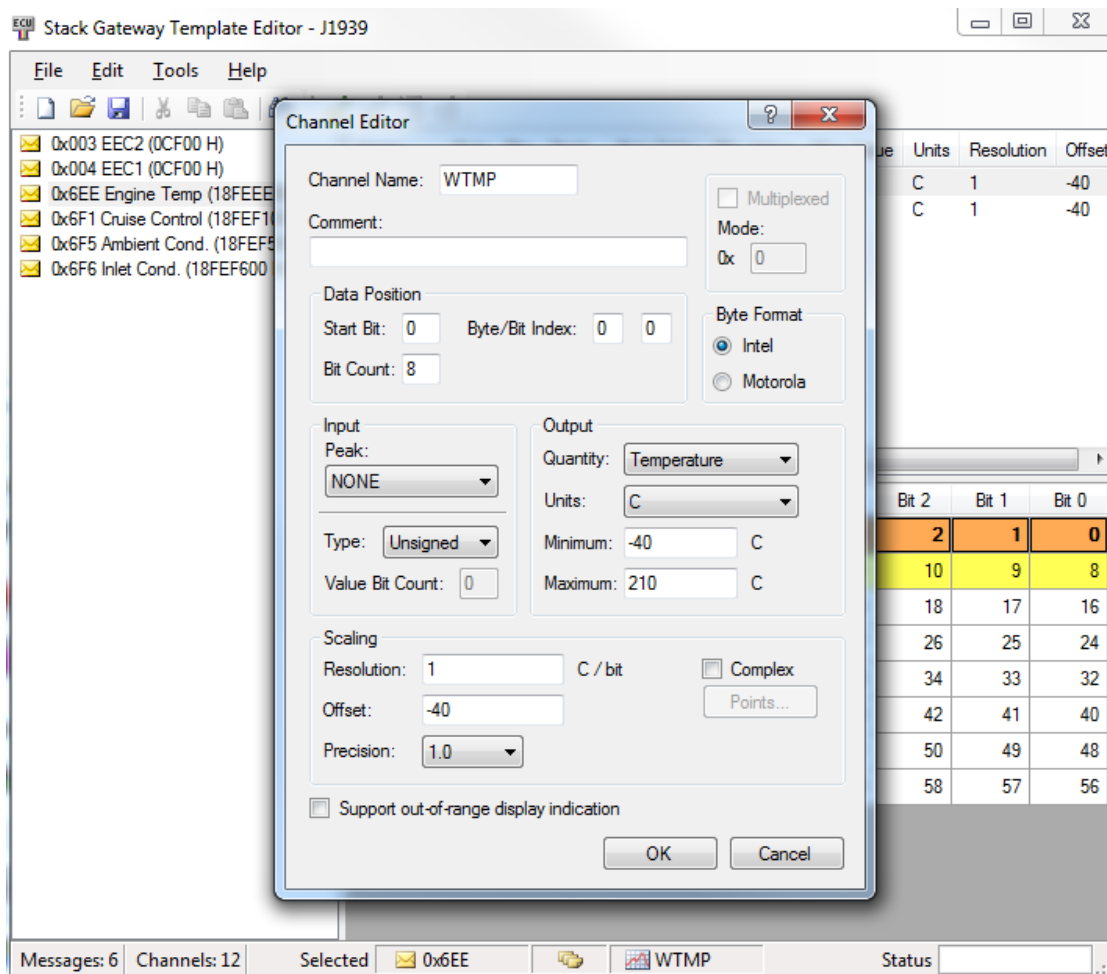 Stack Gateway Template Editor - J1939
File Edit Tools Help
0x003 EEC2 (0CF00 H)
0x004 EEC1 (0CF00 H)
0x6EE Engine Temp (18FEEE
0x6F1 Cruise Control (18FEF10
0x6F5 Ambient Cond. (18FEF5
0x6F6 Inlet Cond. (18FEF600
Channel Editor
Channel Name: WTMP
Comment:
Multiplexed
Mode:
0x 0
Data Position
Start Bit: 0 Byte/Bit Index: 0 0
Bit Count: 8
Byte Format
Intel
Motorola
Input
Peak:
NONE
Type: Unsigned
Value Bit Count: 0
Output
Quantity: Temperature
Units: C
Minimum: -40 C
Maximum: 210 C
Scaling
Resolution: 1 C / bit
Offset: -40
Precision: 1.0
Complex
Points...
Support out-of-range display indication
OK Cancel
ue Units Resolution Offset
C 1 -40
C 1 -40
Bit 2 Bit 1 Bit 0
2 1 0
10 9 8
18 17 16
26 25 24
34 33 32
42 41 40
50 49 48
58 57 56
Messages: 6 Channels: 12 Selected 0x6EE WTMP Status